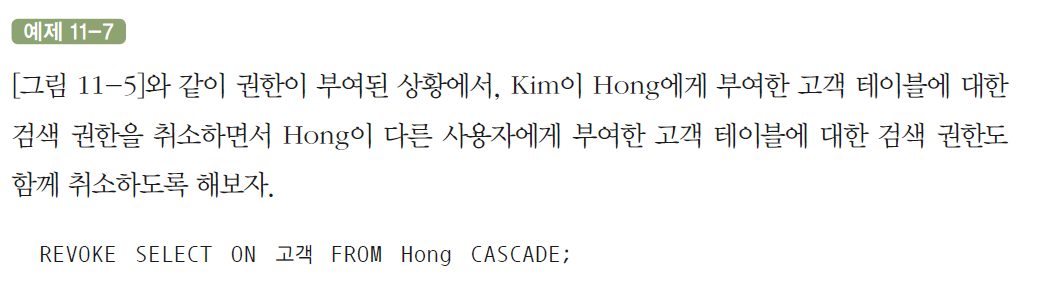 예제 11-7
[그림 11-5]와 같이 권한이 부여된 상황에서, Kim이 Hong에게 부여한 고객 테이블에 대한
검색 권한을 취소하면서 Hong이 다른 사용자에게 부여한 고객 테이블에 대한 검색 권한도
함께 취소하도록 해보자.
REVOKE SELECT ON 고객 FROM Hong CASCADE;